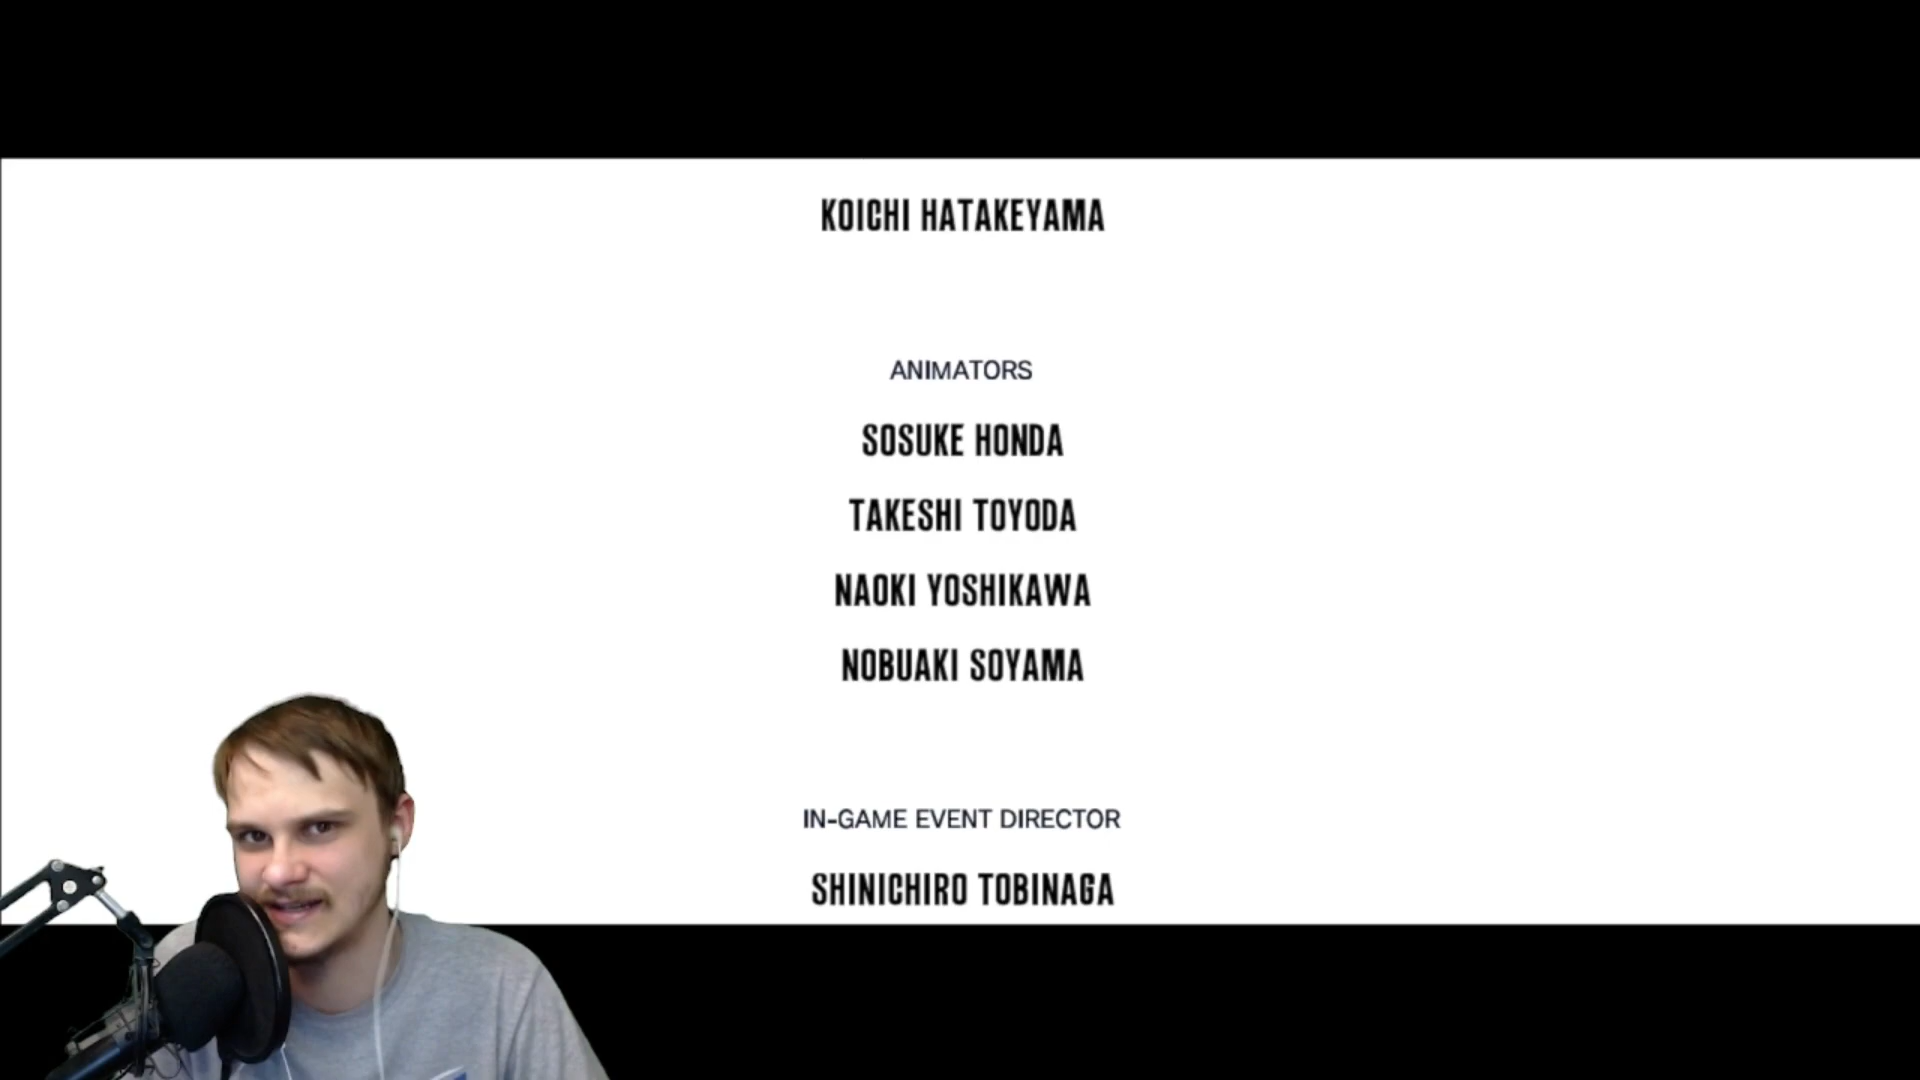 KOICHI HATAKEYAMA
ANIMATORS
SOSUKE HONDA
TAKESHI TOYODA
NAOKI YOSHIKAWA
NOBUAKI SOYAMA
IN-GAME EVENT DIRECTOR
SHINICHIRO TOBINAGA